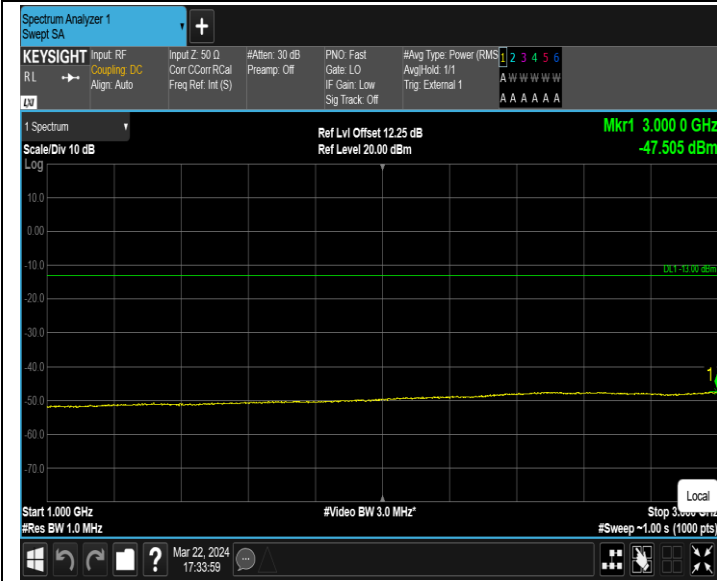 Spectrum Analyzer 1
Swept SA
+
KEYSIGHT
RL
LXI
Input: RF
Coupling: DC
Align: Auto
Input Z: 50 Ω
Corr CCorr RCal
Freq Ref: Int (S)
#Atten: 30 dB
Preamp: Off
PNO: Fast
Gate: LO
IF Gain: Low
Sig Track: Off
#Avg Type: Power (RMS
Avg|Hold: 1/1
Trig: External 1
1 2 3 4 5 6
A W W W W W
A A A A A A
1 Spectrum
Scale/Div 10 dB
Ref Lvl Offset 12.25 dB
Ref Level 20.00 dBm
Mkr1 3.000 0 GHz
-47.505 dBm
Log
10.0
0.00
-10.0
DL1 -13.00 dBm
-20.0
-30.0
-40.0
1
-50.0
-60.0
-70.0
Local
Start 1.000 GHz
#Video BW 3.0 MHz*
Stop 3.000 GHz
#Res BW 1.0 MHz
#Sweep ~1.00 s (1000 pts)
?
Mar 22, 2024
17:33:59